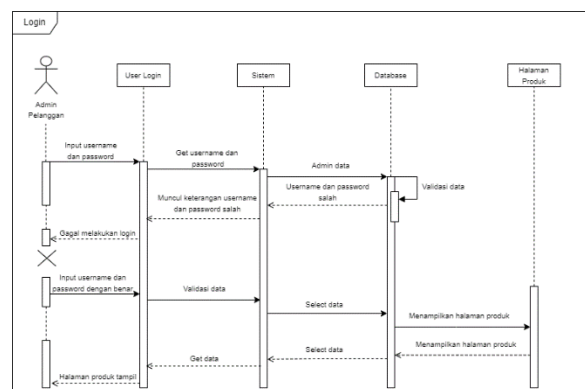 Login
User Login
Sistem
Database
Halaman
Produk
Admin
Pelanggan
Input username
dan password
Get username dan
password
Admin data
Validasi data
Username dan password
salah
Muncul keterangan username
dan password salah
Gagal melakukan login
Input username dan
password dengan benar
Validasi data
Select data
Menampilkan halaman produk
Menampilkan halaman produk
Select data
Get data
Halaman produk tampil